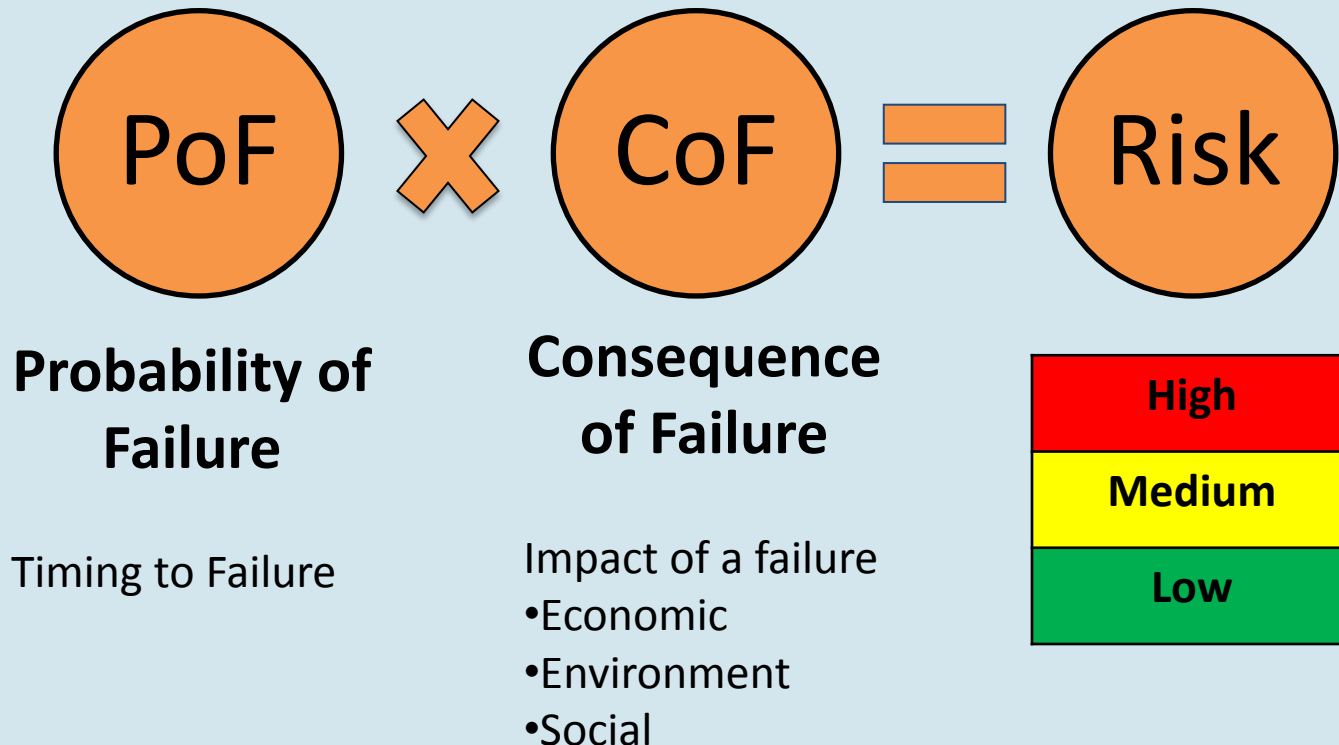 PoF
CoF
Risk
Probability of
Failure
Timing to Failure
Consequence
of Failure
Impact of a failure
•Economic
•Environment
•Social
High
Medium
Low